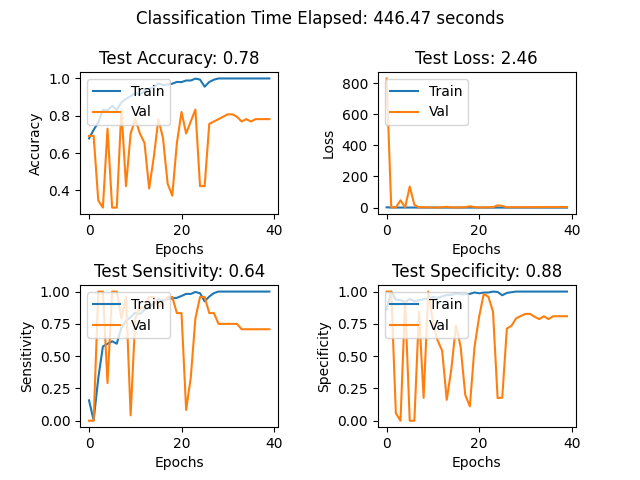 Classification Time Elapsed: 446.47 seconds
Test Accuracy: 0.78
Accuracy
1.0
0.8
0.6
0.4
Train
Val
0
20
40
Epochs
Test Loss: 2.46
Loss
800
600
400
200
0
Train
Val
0
20
40
Epochs
Test Sensitivity: 0.64
Sensitivity
1.00
0.75
0.50
0.25
0.00
Train
Val
0
20
40
Epochs
Test Specificity: 0.88
Specificity
1.00
0.75
0.50
0.25
0.00
Train
Val
0
20
40
Epochs